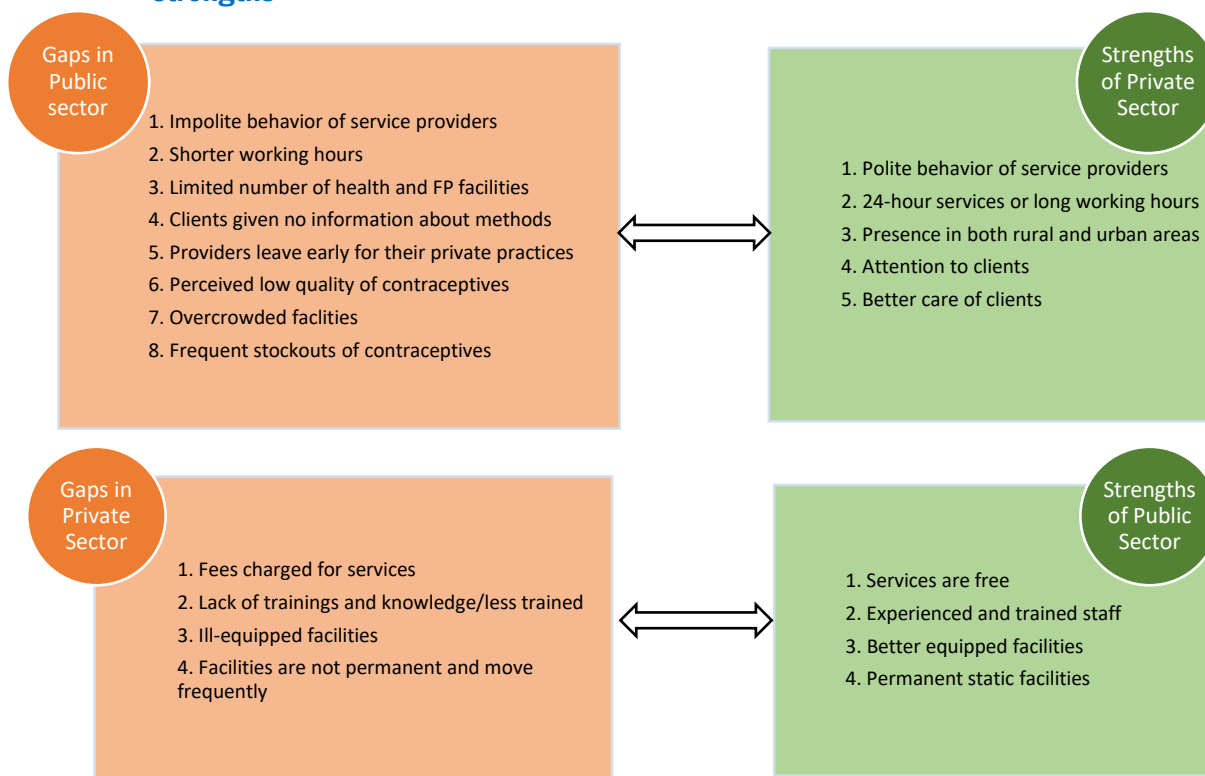 Gaps in
Public
sector
1. Impolite behavior of service providers
2. Shorter working hours
3. Limited number of health and FP facilities
4. Clients given no information about methods
5. Providers leave early for their private practices
6. Perceived low quality of contraceptives
7. Overcrowded faclities
8. Frequent stockouts of contraceptives
Strengths
of Private
Sector
1. Polite behavior of service providers
2. 24-hour services or long working hours
3. Presence in both rural and urban areas
4. Attention to clients
5. Better care of clients
Gaps in
Private
Sector
1. Fees charged for services
2. Lack of trainings and knowledge/less trained
3. Ill-equipped facilities
4. Facilities are not permanent and move
frequently
Strengths
of Public
Sector
1. Services are free
2. Experienced and trained staff
3. Better equipped facilities
4. Permanent static facilities